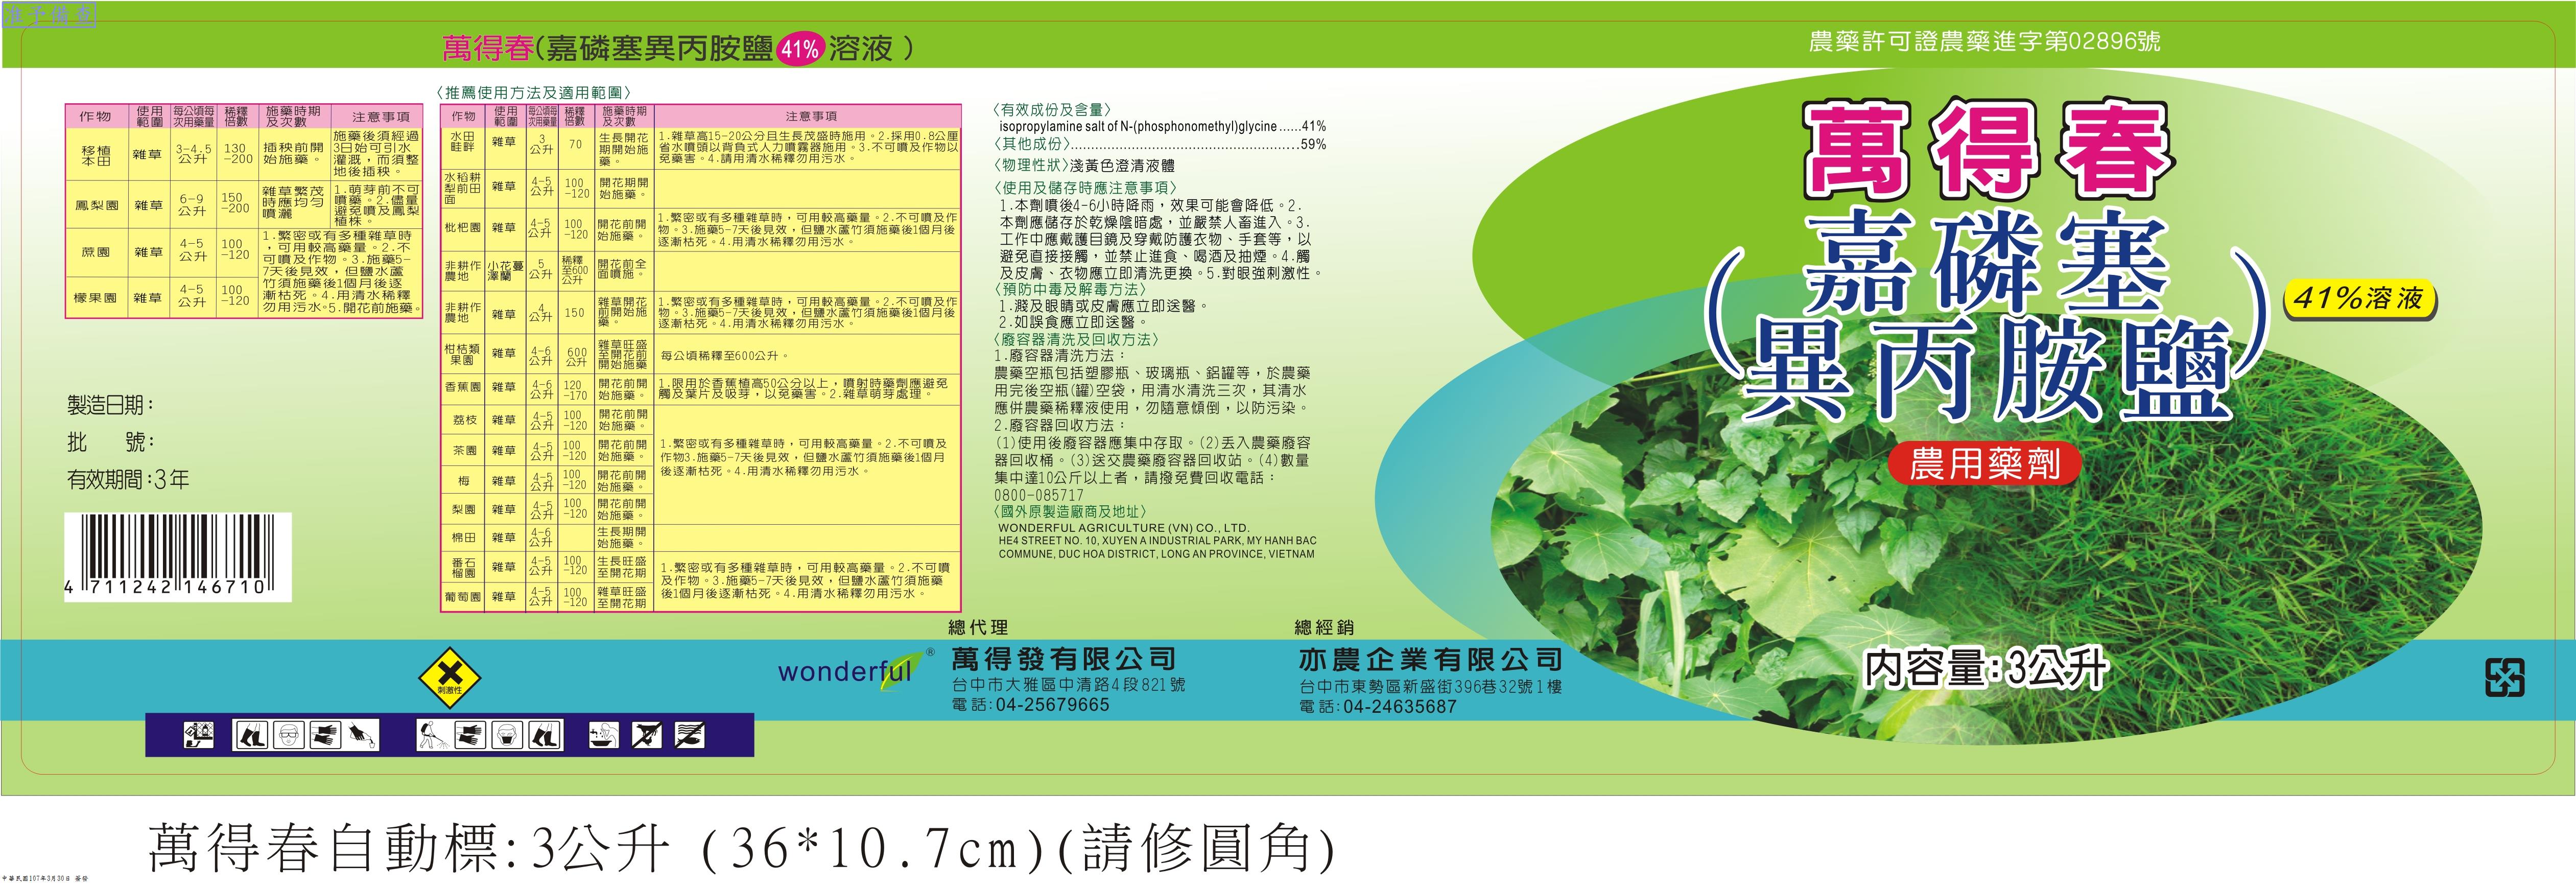 准予備查
萬得春(嘉磷塞異丙胺鹽41%溶液)
農藥許可證農藥進字第02896號
作物 使用範圍 每公頃每次用藥量 稀釋倍數 施藥時期及次數 注意事項
移植本田 雜草 3-4.5公升 130-200 插秧前開始施藥。 施藥後須經過3日始可引水灌溉，而須整地後插秧。
鳳梨園 雜草 6-9公升 150-200 雜草繁茂時應均勻噴灑 1.萌芽前不可噴藥。2.儘量避免噴及鳳梨植株。
蔗園 雜草 4-5公升 100-120
檬果園 雜草 4-5公升 100-120
1.繁密或有多種雜草時
，可用較高藥量。2.不
可噴及作物。3.施藥5-
7天後見效，但鹽水蘆
竹須施藥後1個月後逐
漸枯死。4.用清水稀釋
勿用污水。5.開花前施藥。
製造日期：
批 號：
有效期間：3年
4 711242 146710
〈推薦使用方法及適用範圍〉
作物 使用範圍 每公頃每次用藥量 稀釋倍數 施藥時期及次數 注意事項
水田畦畔 雜草 3公升 70 生長開花期開始施藥。 1.雜草高15-20公分且生長茂盛時施用。2.採用0.8公厘省水噴頭以背負式人力噴霧器施用。3.不可噴及作物以免藥害。4.請用清水稀釋勿用污水。
水稻耕犁前田面 雜草 4-5公升 100-120 開花期開始施藥。
枇杷園 雜草 4-5公升 100-120 開花前開始施藥。 1.繁密或有多種雜草時，可用較高藥量。2.不可噴及作物。3.施藥5-7天後見效，但鹽水蘆竹須施藥後1個月後逐漸枯死。4.用清水稀釋勿用污水。
非耕作農地 小花蔓澤蘭 5公升 稀釋至600公升 開花前全面噴施。
非耕作農地 雜草 4公升 150 雜草開花前開始施藥。 1.繁密或有多種雜草時，可用較高藥量。2.不可噴及作物。3.施藥5-7天後見效，但鹽水蘆竹須施藥後1個月後逐漸枯死。4.用清水稀釋勿用污水。
柑桔類果園 雜草 4-6公升 600公升 雜草旺盛至開花前開始施藥 每公頃稀釋至600公升。
香蕉園 雜草 4-6公升 120-170 開花前開始施藥。 1.限用於香蕉植高50公分以上，噴射時藥劑應避免觸及葉片及吸芽，以免藥害。2.雜草萌芽處理。
荔枝 雜草 4-5公升 100-120 開花前開始施藥。
茶園 雜草 4-5公升 100-120 開花前開始施藥。
梅 雜草 4-5公升 100-120 開花前開始施藥。
梨園 雜草 4-5公升 100-120 開花前開始施藥。
1.繁密或有多種雜草時，可用較高藥量。2.不可噴及
作物3.施藥5-7天後見效，但鹽水蘆竹須施藥後1個月
後逐漸枯死。4.用清水稀釋勿用污水。
棉田 雜草 4-6公升 生長期開始施藥。
番石榴園 雜草 4-5公升 100-120 生長旺盛至開花期
葡萄園 雜草 4-5公升 100-120 雜草旺盛至開花期
1.繁密或有多種雜草時，可用較高藥量。2.不可噴
及作物。3.施藥5-7天後見效，但鹽水蘆竹須施藥
後1個月後逐漸枯死。4.用清水稀釋勿用污水。
〈有效成份及含量〉
isopropylamine salt of N-(phosphonomethyl)glycine......41%
〈其他成份〉......................................................59%
〈物理性狀〉淺黃色澄清液體
〈使用及儲存時應注意事項〉
1.本劑噴後4-6小時降雨，效果可能會降低。2.
本劑應儲存於乾燥陰暗處，並嚴禁人畜進入。3.
工作中應戴護目鏡及穿戴防護衣物、手套等，以
避免直接接觸，並禁止進食、喝酒及抽煙。4.觸
及皮膚、衣物應立即清洗更換。5.對眼強刺激性。
〈預防中毒及解毒方法〉
1.濺及眼睛或皮膚應立即送醫。
2.如誤食應立即送醫。
〈廢容器清洗及回收方法〉
1.廢容器清洗方法：
農藥空瓶包括塑膠瓶、玻璃瓶、鋁罐等，於農藥
用完後空瓶(罐)空袋，用清水清洗三次，其清水
應併農藥稀釋液使用，勿隨意傾倒，以防污染。
2.廢容器回收方法：
(1)使用後廢容器應集中存取。(2)丟入農藥廢容
器回收桶。(3)送交農藥廢容器回收站。(4)數量
集中達10公斤以上者，請撥免費回收電話：
0800-085717
〈國外原製造廠商及地址〉
WONDERFUL AGRICULTURE (VN) CO., LTD.
HE4 STREET NO. 10, XUYEN A INDUSTRIAL PARK, MY HANH BAC
COMMUNE, DUC HOA DISTRICT, LONG AN PROVINCE, VIETNAM
萬得春
(嘉磷塞
異丙胺鹽)
41%溶液
農用藥劑
內容量：3公升
刺激性
wonderful®
總代理
萬得發有限公司
台中市大雅區中清路4段821號
電話：04-25679665
總經銷
亦農企業有限公司
台中市東勢區新盛街396巷32號1樓
電話：04-24635687
萬得春自動標：3公升 (36*10.7cm)(請修圓角)
中華民國107年3月30日 簽發